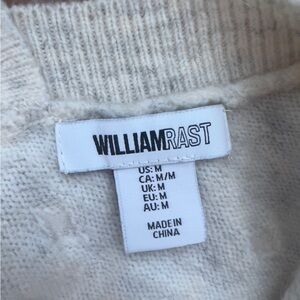 WILLIAMRAST
US: M
CA: M/M
UK: M
EU: M
AU: M
MADE IN
CHINA